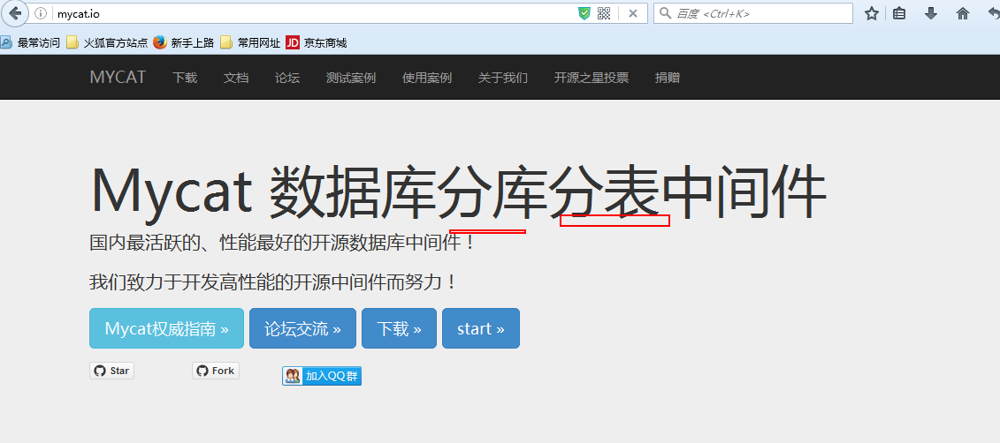 mycat.io
百度 <Ctrl+K>
最常访问 火狐官方站点 新手上路 常用网址 JD 京东商城
MYCAT 下载 文档 论坛 测试案例 使用案例 关于我们 开源之星投票 捐赠
Mycat 数据库分库分表中间件
国内最活跃的、性能最好的开源数据库中间件！
我们致力于开发高性能的开源中间件而努力！
Mycat权威指南 » 论坛交流 » 下载 » start »
Star Fork 加入QQ群